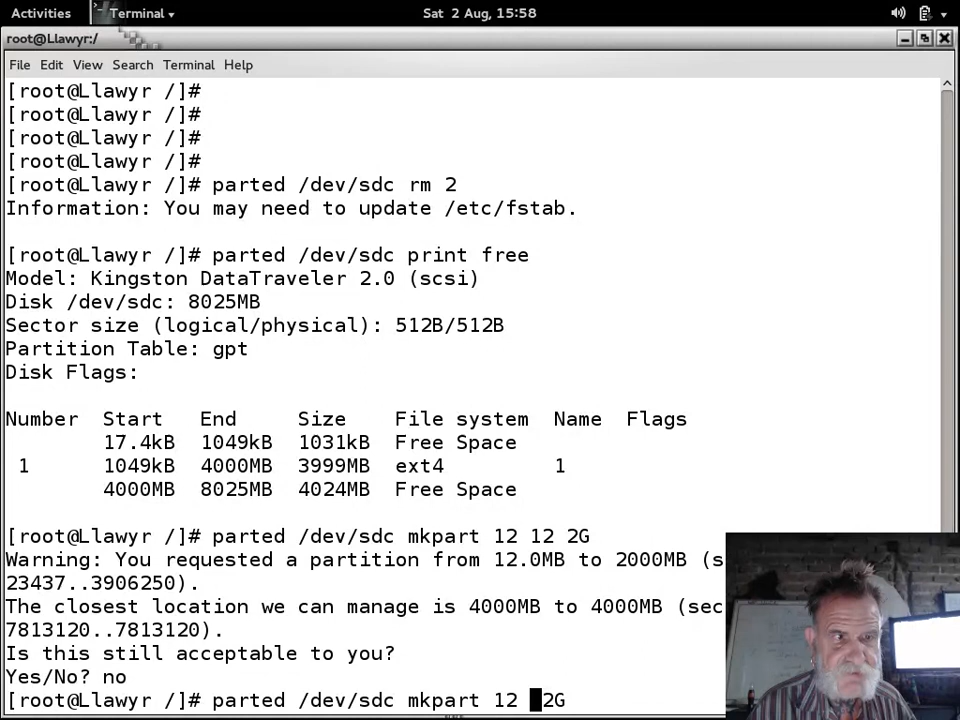 Activities Terminal Sat 2 Aug, 15:58
root@Llawyr:/
File Edit View Search Terminal Help
[root@Llawyr /]#
[root@Llawyr /]#
[root@Llawyr /]#
[root@Llawyr /]#
[root@Llawyr /]# parted /dev/sdc rm 2
Information: You may need to update /etc/fstab.
[root@Llawyr /]# parted /dev/sdc print free
Model: Kingston DataTraveler 2.0 (scsi)
Disk /dev/sdc: 8025MB
Sector size (logical/physical): 512B/512B
Partition Table: gpt
Disk Flags:
Number Start End Size File system Name Flags
17.4kB 1049kB 1031kB Free Space
1 1049kB 4000MB 3999MB ext4 1
4000MB 8025MB 4024MB Free Space
[root@Llawyr /]# parted /dev/sdc mkpart 12 12 2G
Warning: You requested a partition from 12.0MB to 2000MB (s
23437..3906250).
The closest location we can manage is 4000MB to 4000MB (sec
7813120..7813120).
Is this still acceptable to you?
Yes/No? no
[root@Llawyr /]# parted /dev/sdc mkpart 12 2G